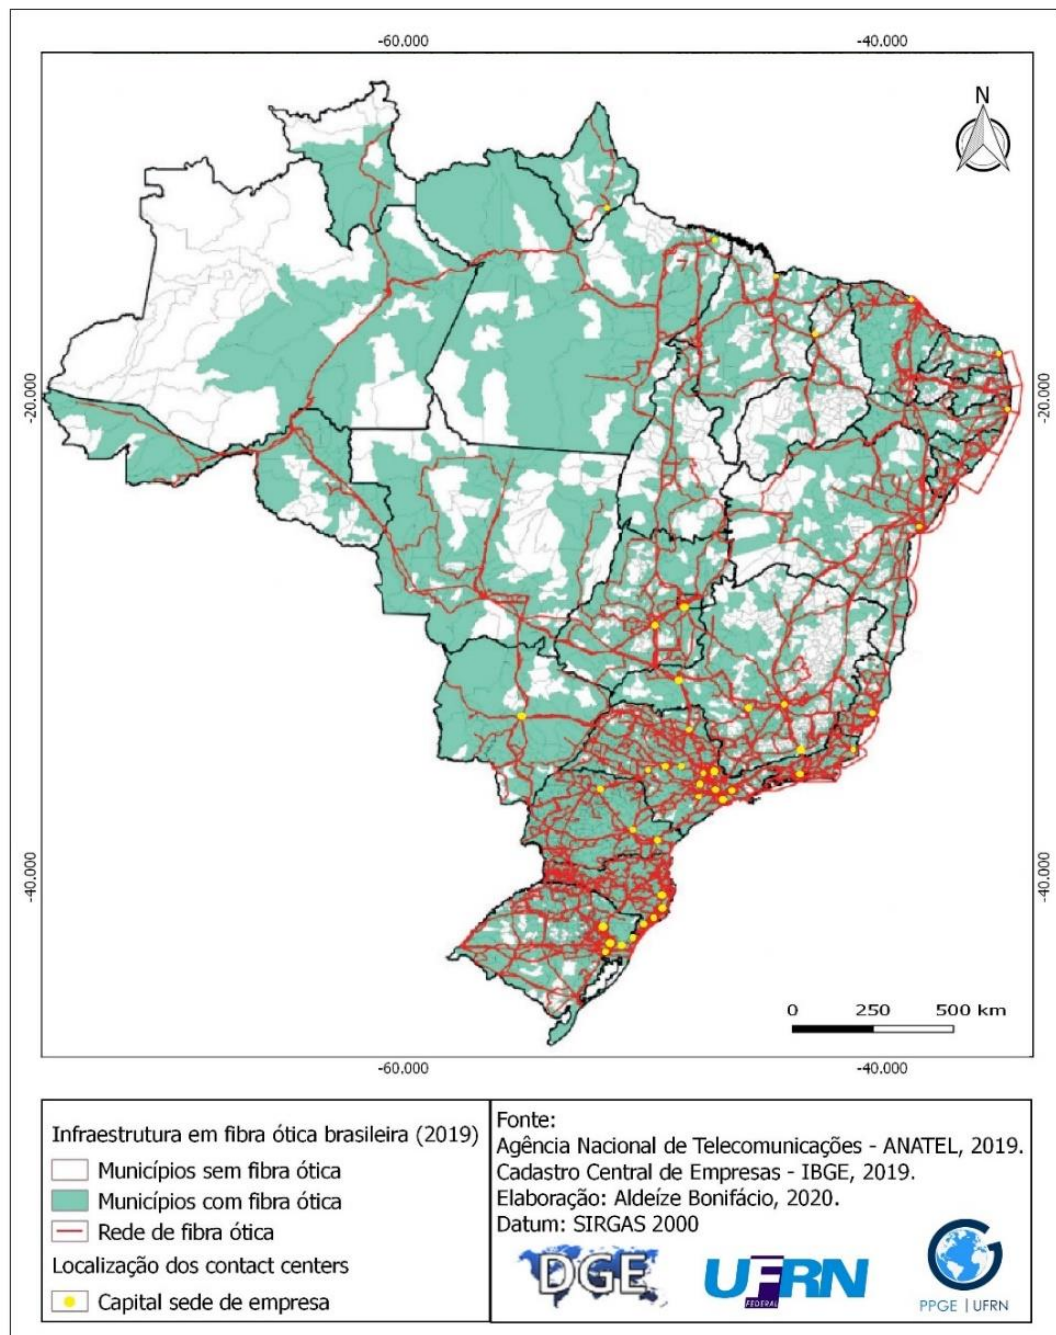 -60.000 -40.000
N
-20.000 -20.000
-40.000 -40.000
0 250 500 km
-60.000 -40.000
Infraestrutura em fibra ótica brasileira (2019)
Municípios sem fibra ótica
Municípios com fibra ótica
Rede de fibra ótica
Localização dos contact centers
Capital sede de empresa
Fonte:
Agência Nacional de Telecomunicações - ANATEL, 2019.
Cadastro Central de Empresas - IBGE, 2019.
Elaboração: Aldeíze Bonifácio, 2020.
Datum: SIRGAS 2000
DGE
UFRN
FEDERAL
PPGE | UFRN